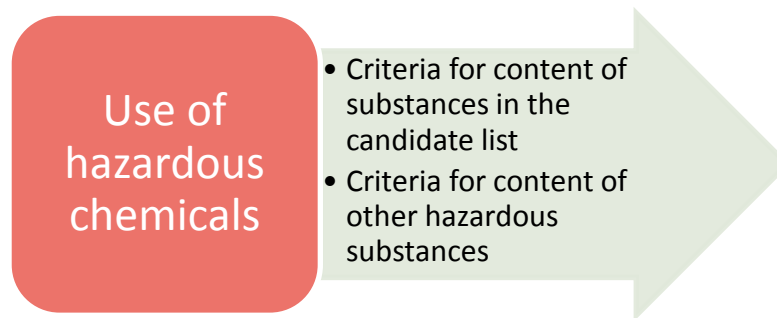 Use of
hazardous
chemicals
• Criteria for content of
substances in the
candidate list
• Criteria for content of
other hazardous
substances